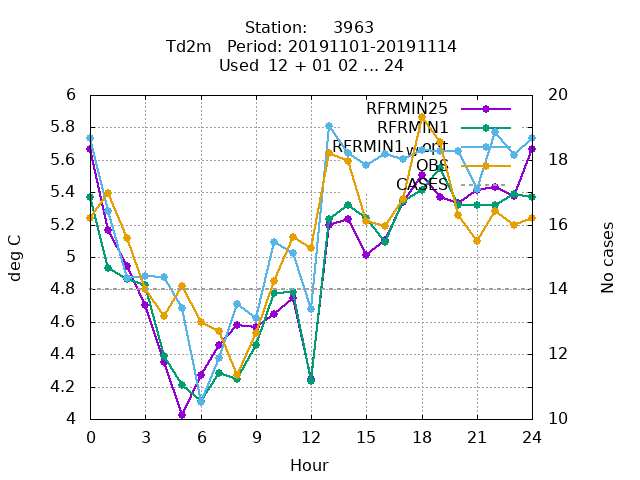 Station: 3963
Td2m Period: 20191101-20191114
Used 12 + 01 02 ... 24
RFRMIN25
RFRMIN1
RFRMIN1wont
OBS
CASES
deg C
No cases
6
5.8
5.6
5.4
5.2
5
4.8
4.6
4.4
4.2
4
20
18
16
14
12
10
0 3 6 9 12 15 18 21 24
Hour